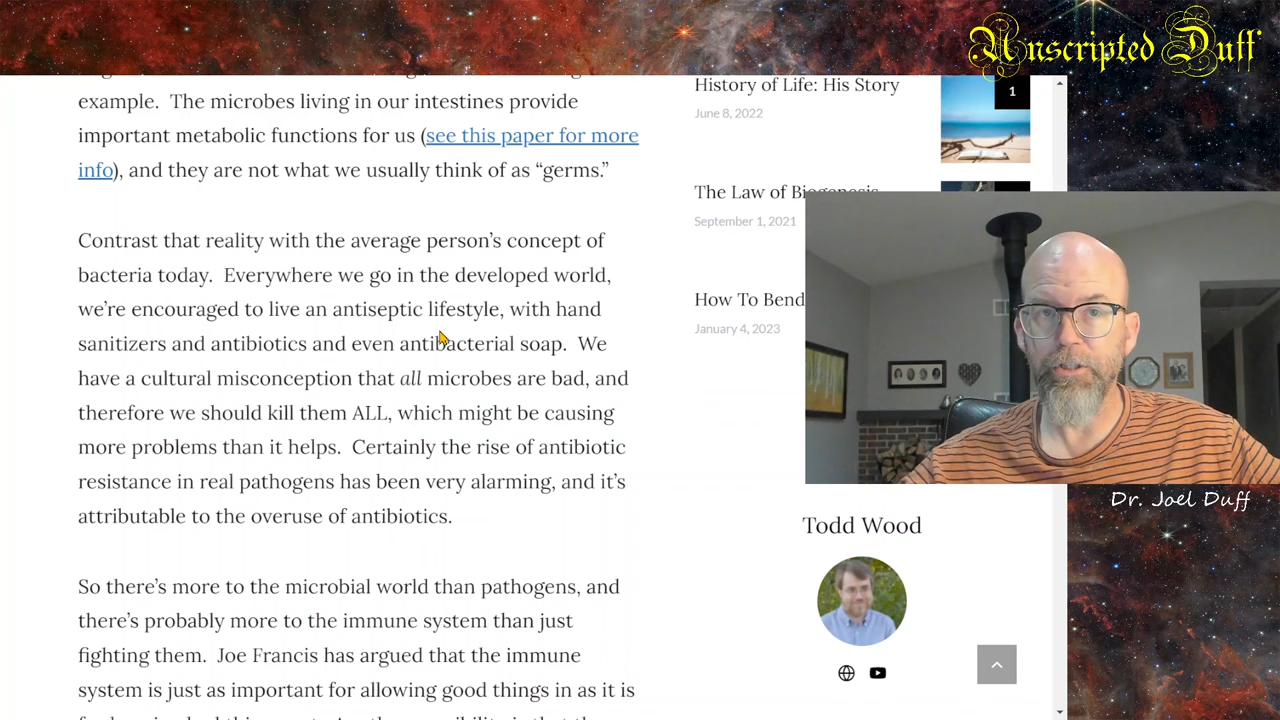 Unscripted Duff
example.  The microbes living in our intestines provide
important metabolic functions for us (see this paper for more
info), and they are not what we usually think of as “germs.”
Contrast that reality with the average person’s concept of
bacteria today.  Everywhere we go in the developed world,
we’re encouraged to live an antiseptic lifestyle, with hand
sanitizers and antibiotics and even antibacterial soap.  We
have a cultural misconception that all microbes are bad, and
therefore we should kill them ALL, which might be causing
more problems than it helps.  Certainly the rise of antibiotic
resistance in real pathogens has been very alarming, and it’s
attributable to the overuse of antibiotics.
So there’s more to the microbial world than pathogens, and
there’s probably more to the immune system than just
fighting them.  Joe Francis has argued that the immune
system is just as important for allowing good things in as it is
History of Life: His Story
June 8, 2022
1
The Law of Biogenesis
September 1, 2021
How To Bend
January 4, 2023
Dr. Joel Duff
Todd Wood